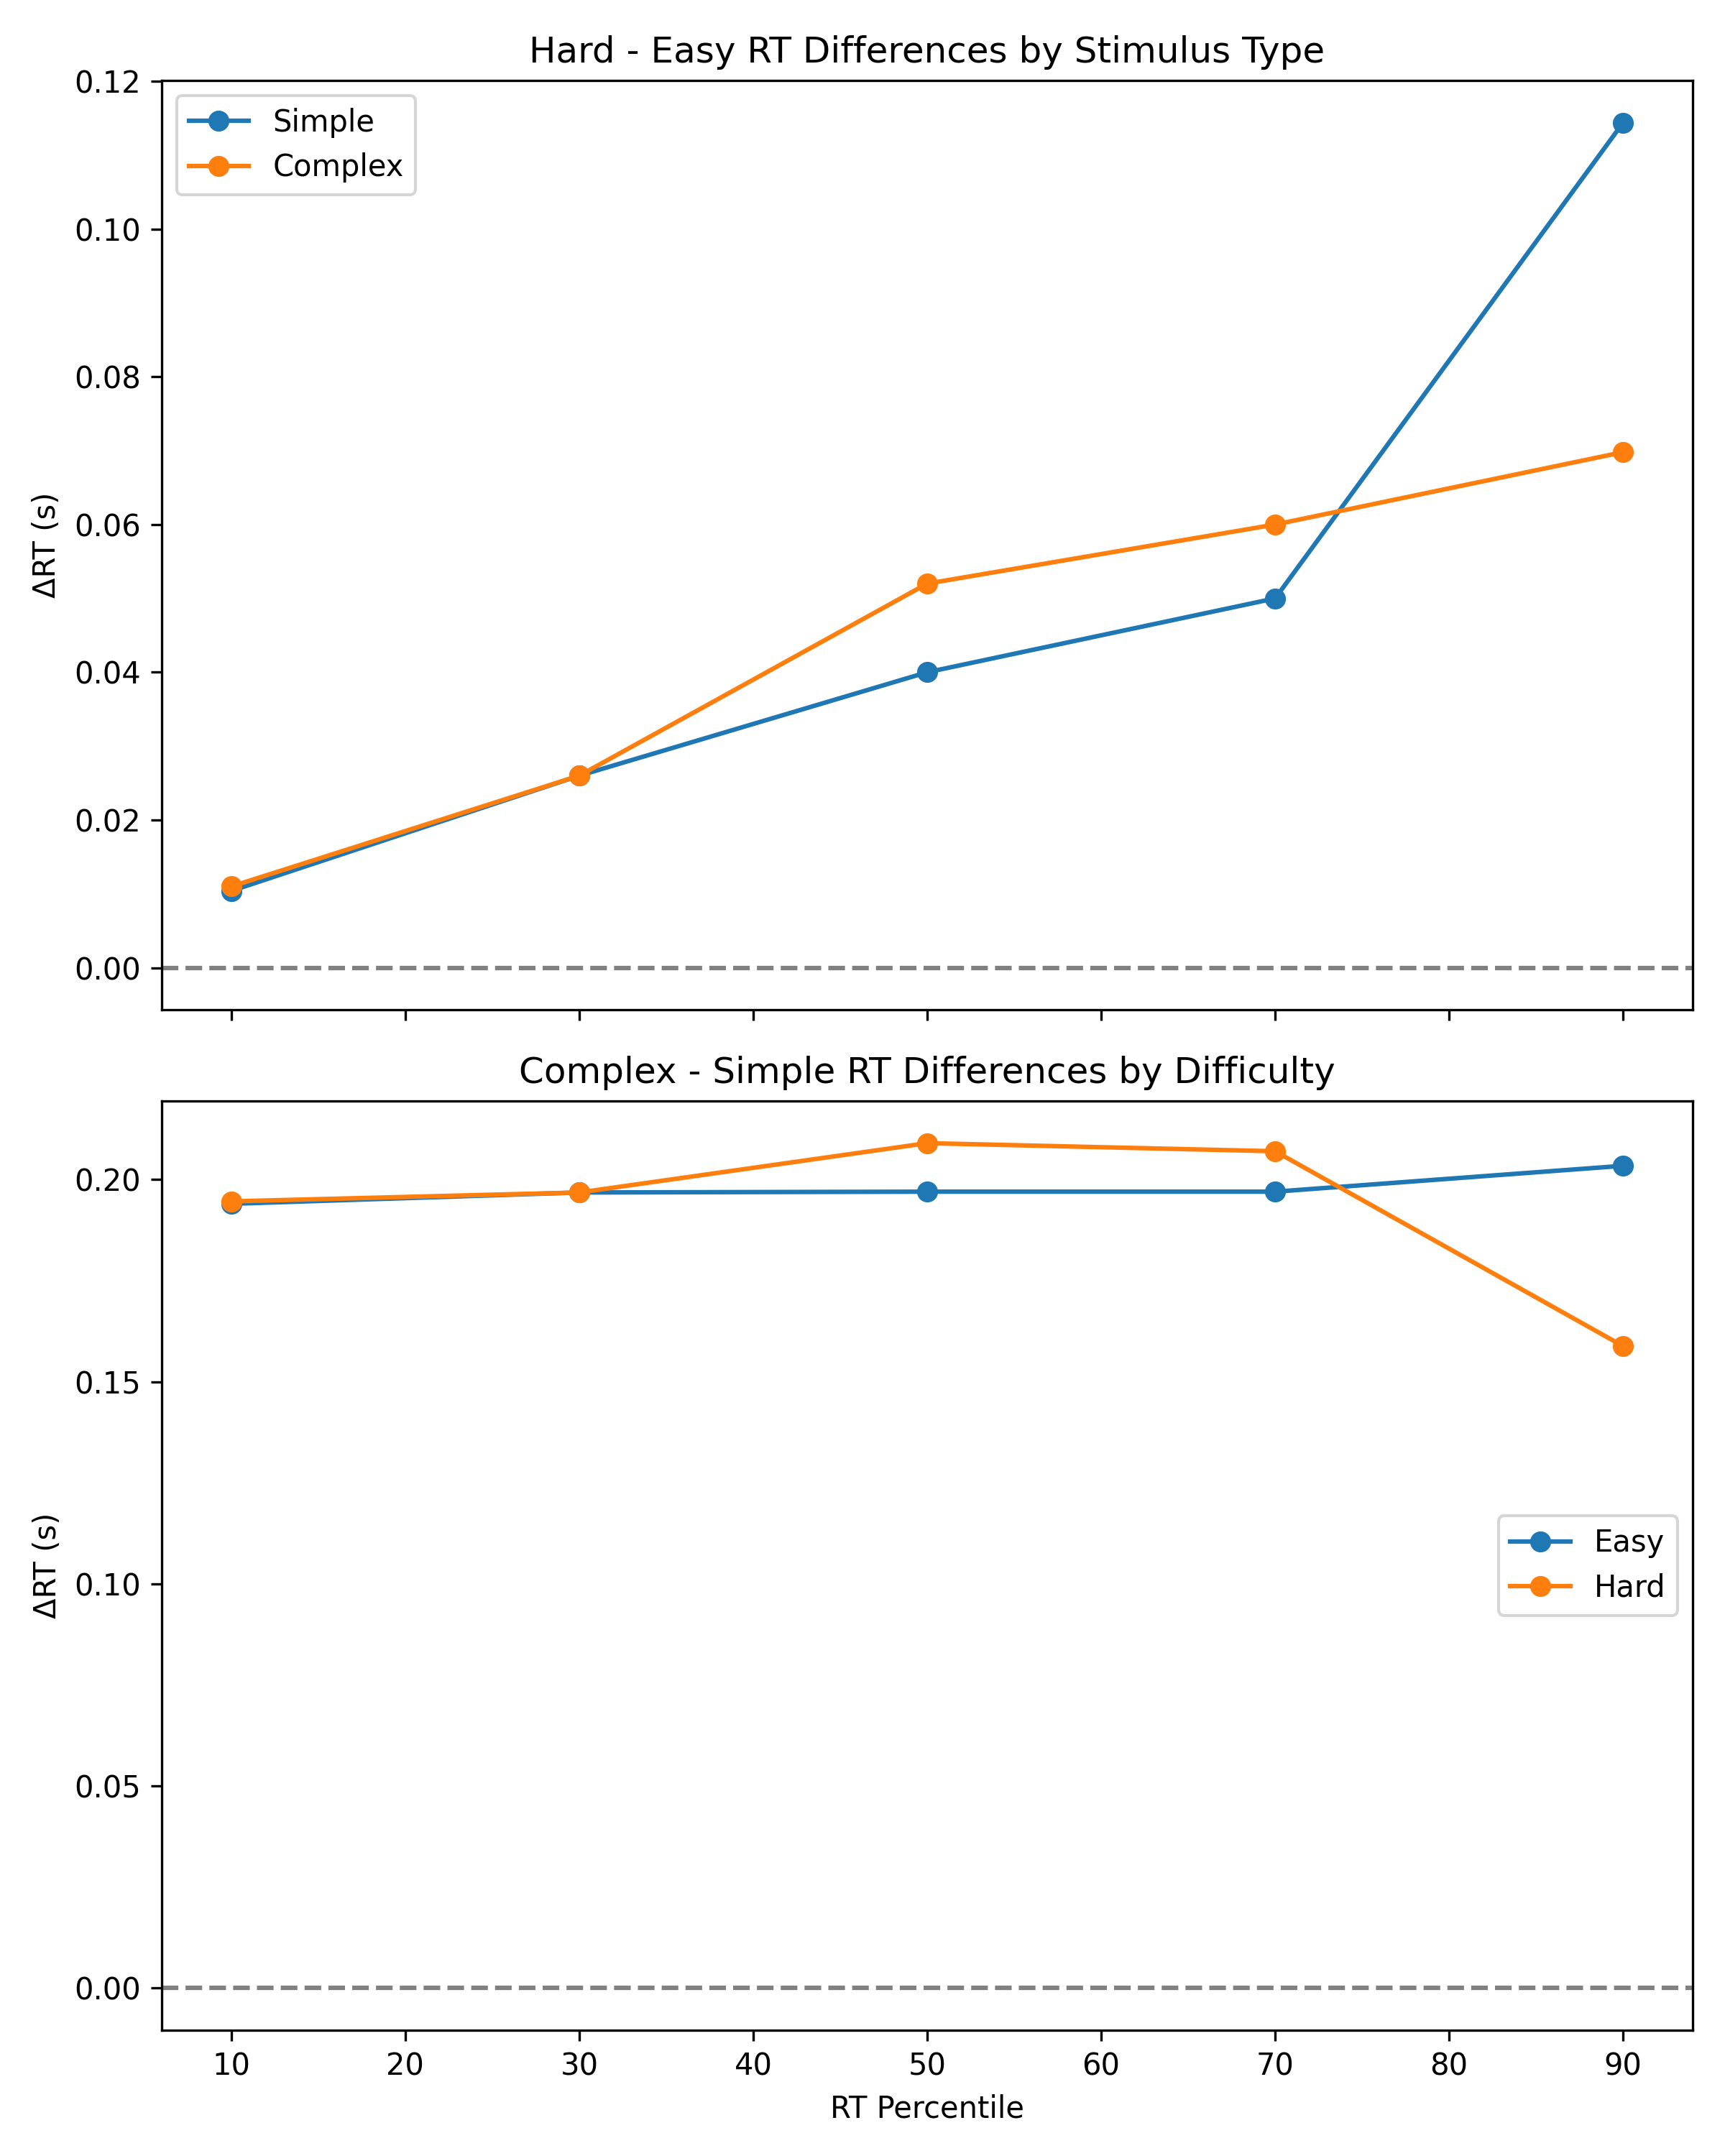 Hard - Easy RT Differences by Stimulus Type
0.12
0.10
0.08
0.06
0.04
0.02
0.00
ΔRT (s)
Simple
Complex
Complex - Simple RT Differences by Difficulty
0.20
0.15
0.10
0.05
0.00
ΔRT (s)
Easy
Hard
10 20 30 40 50 60 70 80 90
RT Percentile